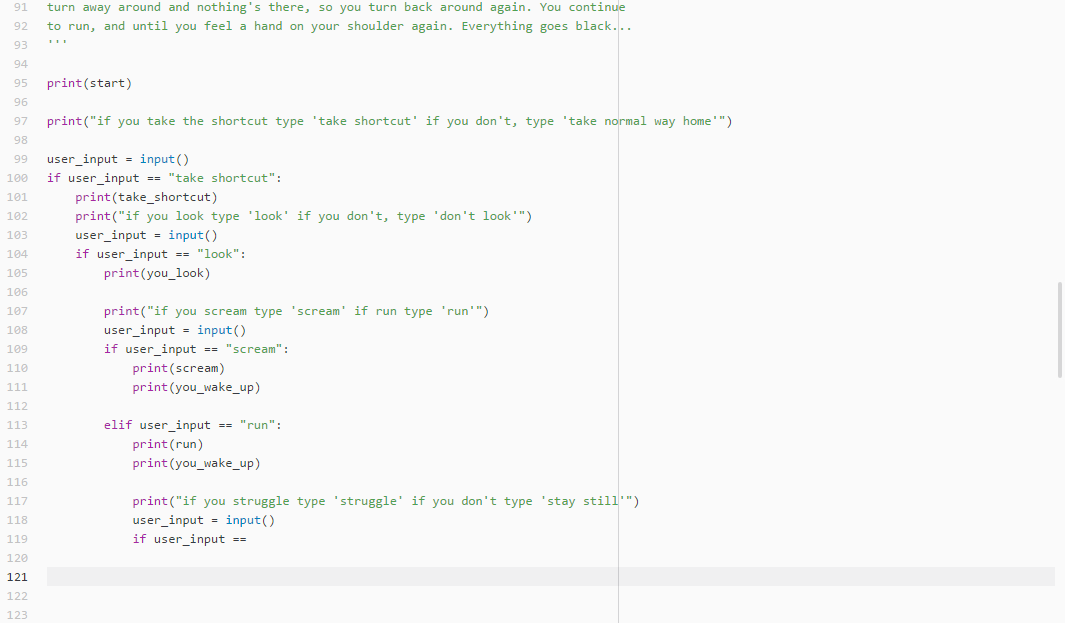 91 turn away around and nothing's there, so you turn back around again. You continue
92 to run, and until you feel a hand on your shoulder again. Everything goes black...
93 '''
94
95 print(start)
96
97 print("if you take the shortcut type 'take shortcut' if you don't, type 'take normal way home'")
98
99 user_input = input()
100 if user_input == "take shortcut":
101     print(take_shortcut)
102     print("if you look type 'look' if you don't, type 'don't look'")
103     user_input = input()
104     if user_input == "look":
105         print(you_look)
106
107         print("if you scream type 'scream' if run type 'run'")
108         user_input = input()
109         if user_input == "scream":
110             print(scream)
111             print(you_wake_up)
112
113         elif user_input == "run":
114             print(run)
115             print(you_wake_up)
116
117             print("if you struggle type 'struggle' if you don't type 'stay still'")
118             user_input = input()
119             if user_input ==
120
121
122
123